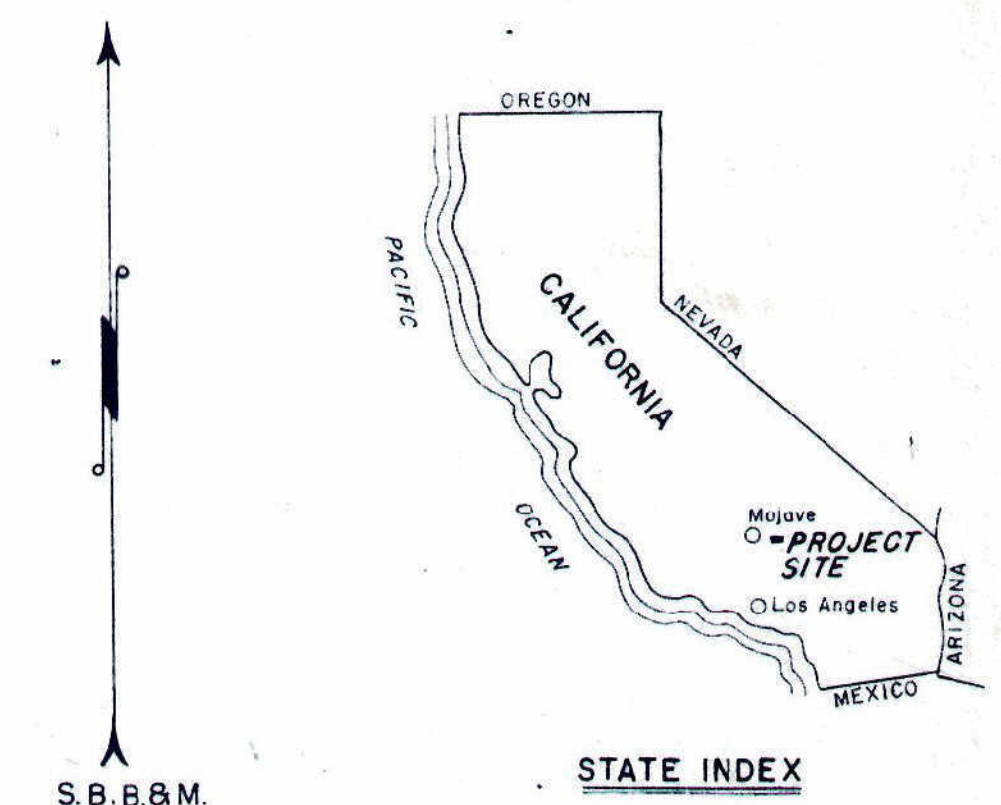 OREGON
PACIFIC
CALIFORNIA
NEVADA
OCEAN
Mojave
-PROJECT
SITE
Los Angeles
ARIZONA
MEXICO
STATE INDEX
S.B.B.&M.